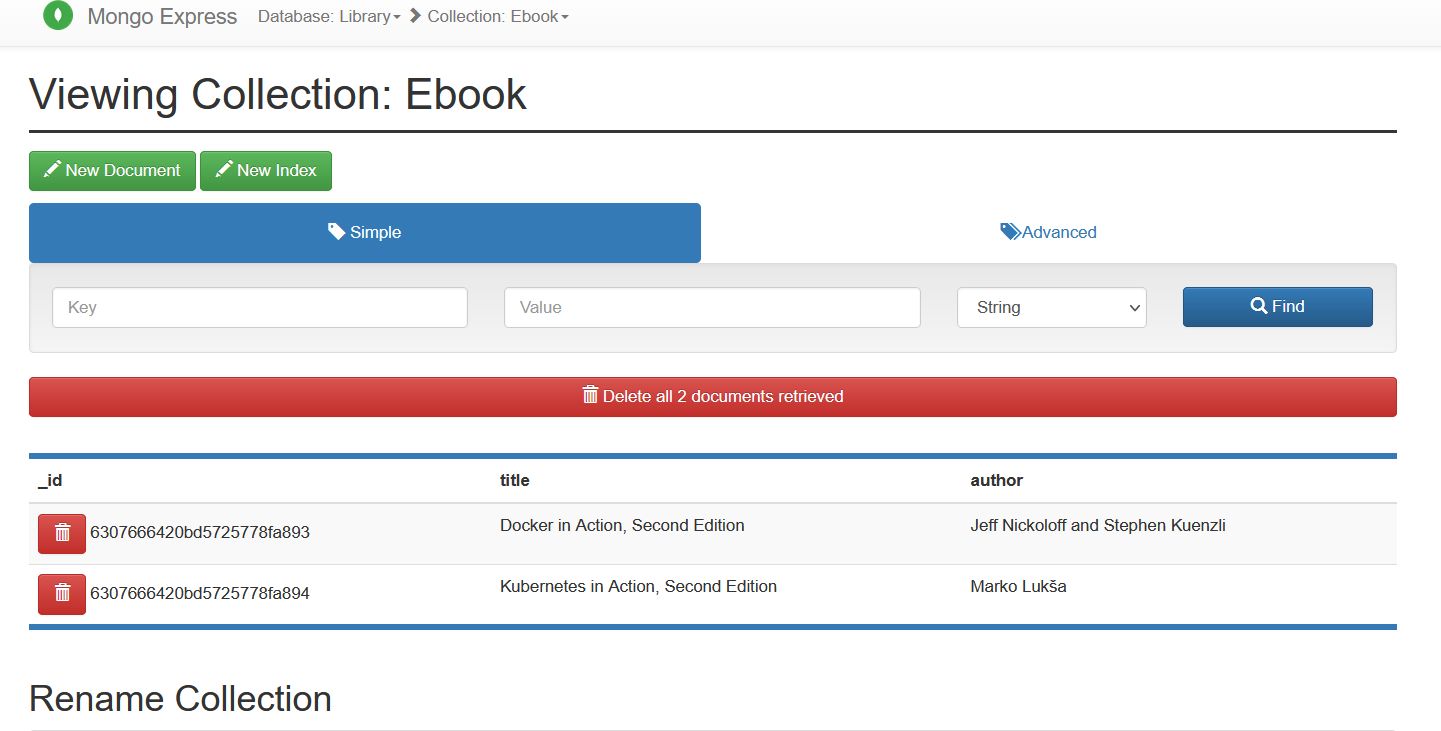 Mongo Express Database: Library Collection: Ebook
Viewing Collection: Ebook
New Document New Index
Simple Advanced
Key Value String Find
Delete all 2 documents retrieved
_id title author
6307666420bd5725778fa893 Docker in Action, Second Edition Jeff Nickoloff and Stephen Kuenzli
6307666420bd5725778fa894 Kubernetes in Action, Second Edition Marko Lukša
Rename Collection